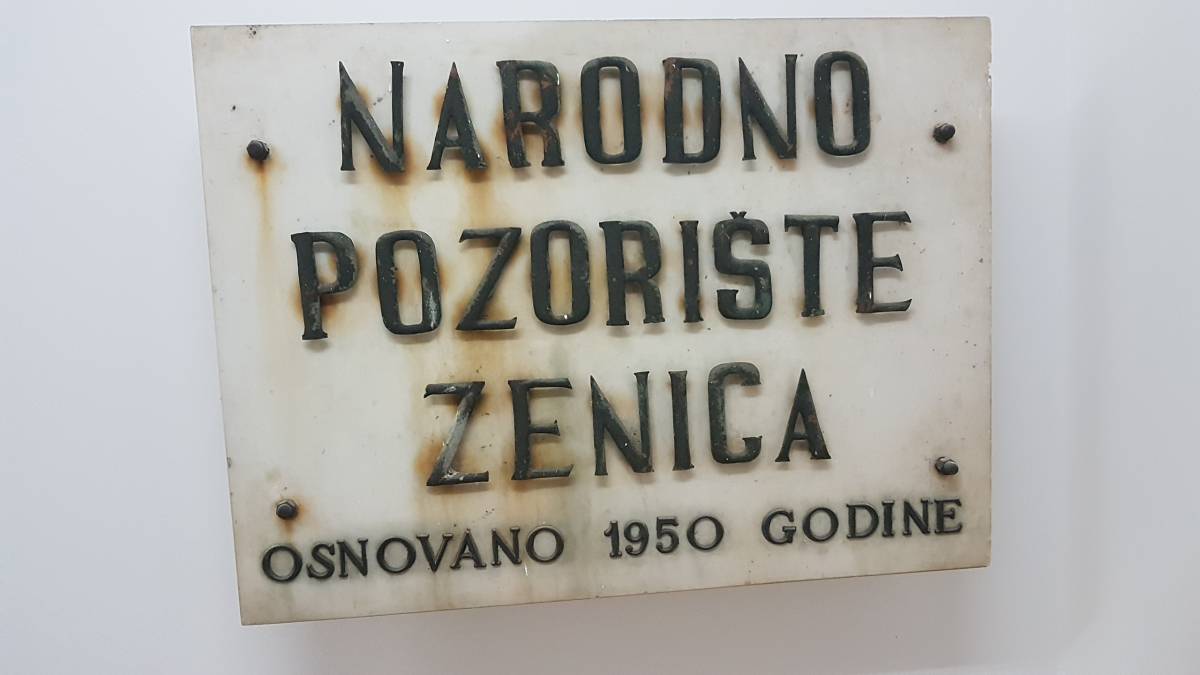 NARODNO
POZORIŠTE
ZENICA
OSNOVANO 1950 GODINE